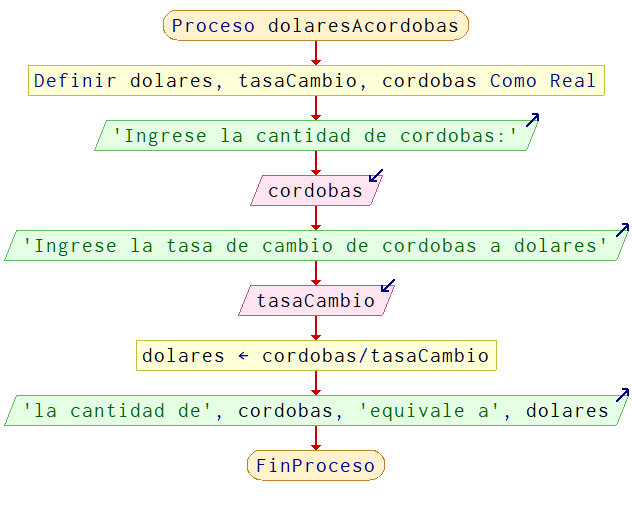 Proceso dolaresAcordobas
Definir dolares, tasaCambio, cordobas Como Real
'Ingrese la cantidad de cordobas:'
cordobas
'Ingrese la tasa de cambio de cordobas a dolares'
tasaCambio
dolares ← cordobas/tasaCambio
'la cantidad de', cordobas, 'equivale a', dolares
FinProceso